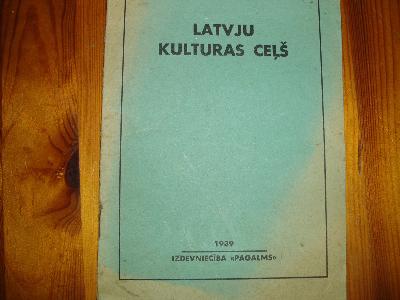 LATVJU
KULTURAS CEĻŠ
1939
IZDEVNIECĪBA «PAGALMS»